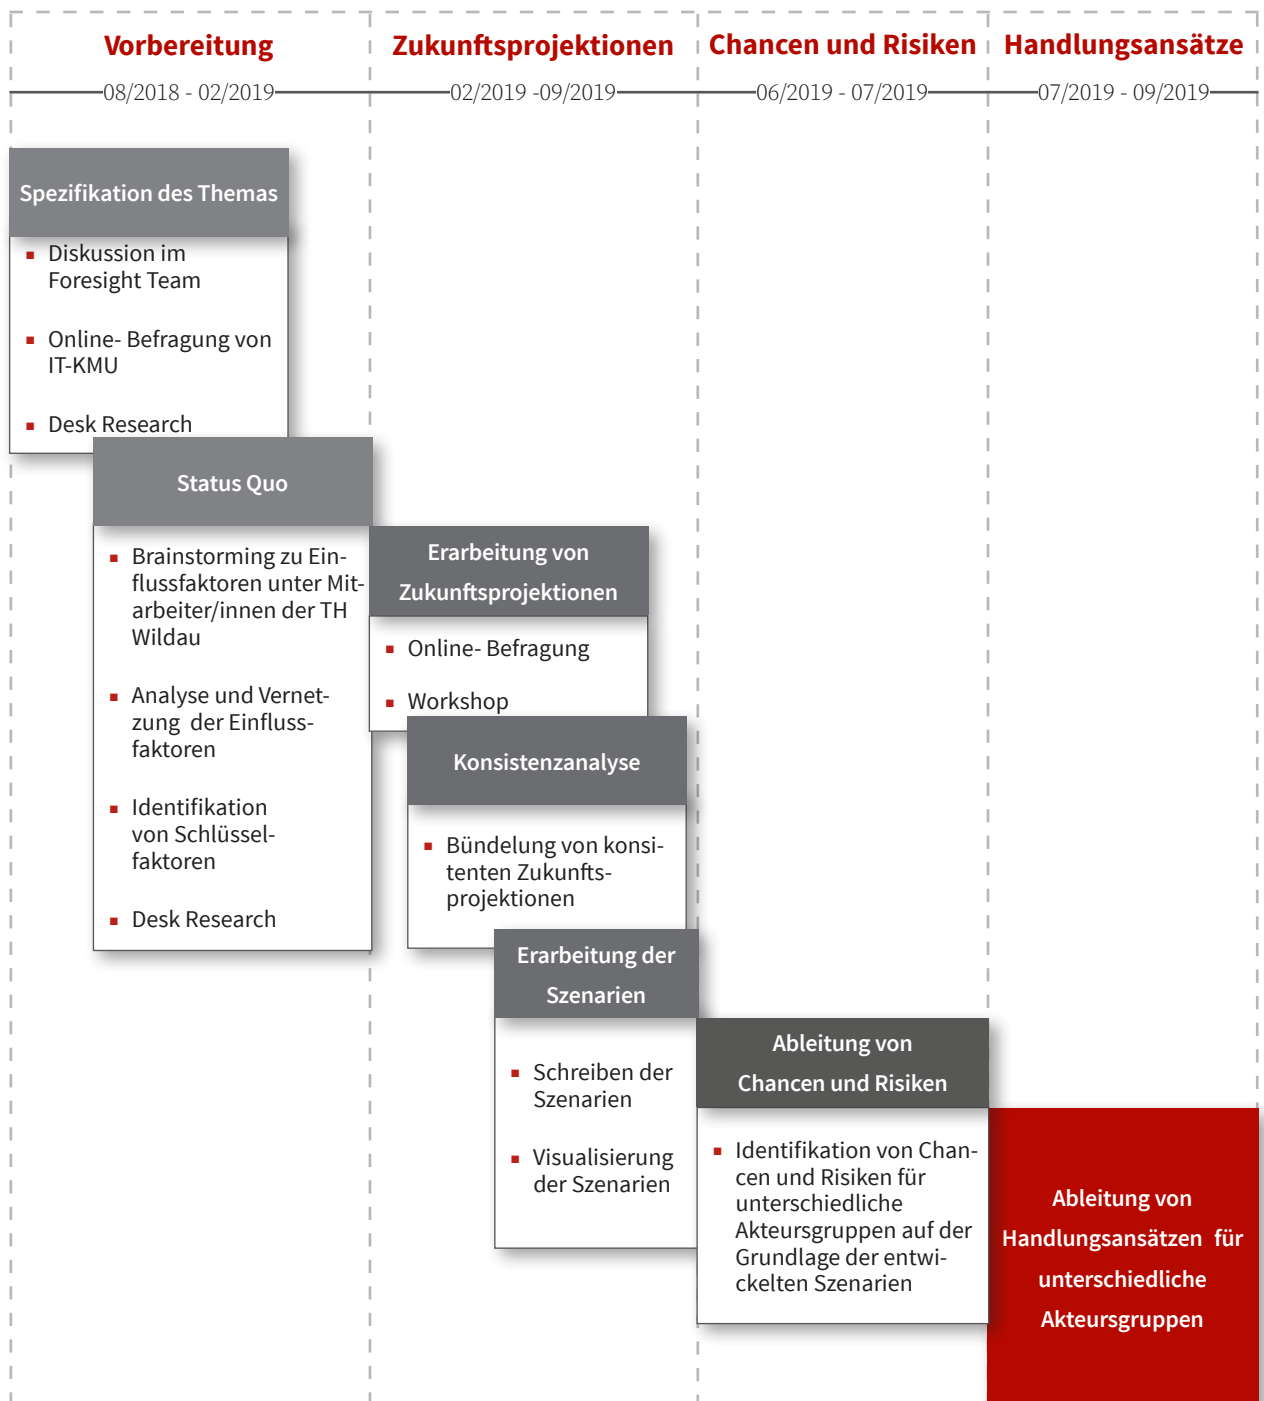 Vorbereitung
08/2018 - 02/2019
Zukunftsprojektionen
02/2019 -09/2019
Chancen und Risiken
06/2019 - 07/2019
Handlungsansätze
07/2019 - 09/2019
Spezifikation des Themas
▪ Diskussion im
Foresight Team
▪ Online- Befragung von
IT-KMU
▪ Desk Research
Status Quo
▪ Brainstorming zu Ein-
flussfaktoren unter Mit-
arbeiter/innen der TH
Wildau
▪ Analyse und Vernet-
zung der Einfluss-
faktoren
▪ Identifikation
von Schlüssel-
faktoren
▪ Desk Research
Erarbeitung von
Zukunftsprojektionen
▪ Online- Befragung
▪ Workshop
Konsistenzanalyse
▪ Bündelung von konsi-
tenten Zukunfts-
projektionen
Erarbeitung der
Szenarien
▪ Schreiben der
Szenarien
▪ Visualisierung
der Szenarien
Ableitung von
Chancen und Risiken
▪ Identifikation von Chan-
cen und Risiken für
unterschiedliche
Akteursgruppen auf der
Grundlage der entwi-
ckelten Szenarien
Ableitung von
Handlungsansätzen für
unterschiedliche
Akteursgruppen